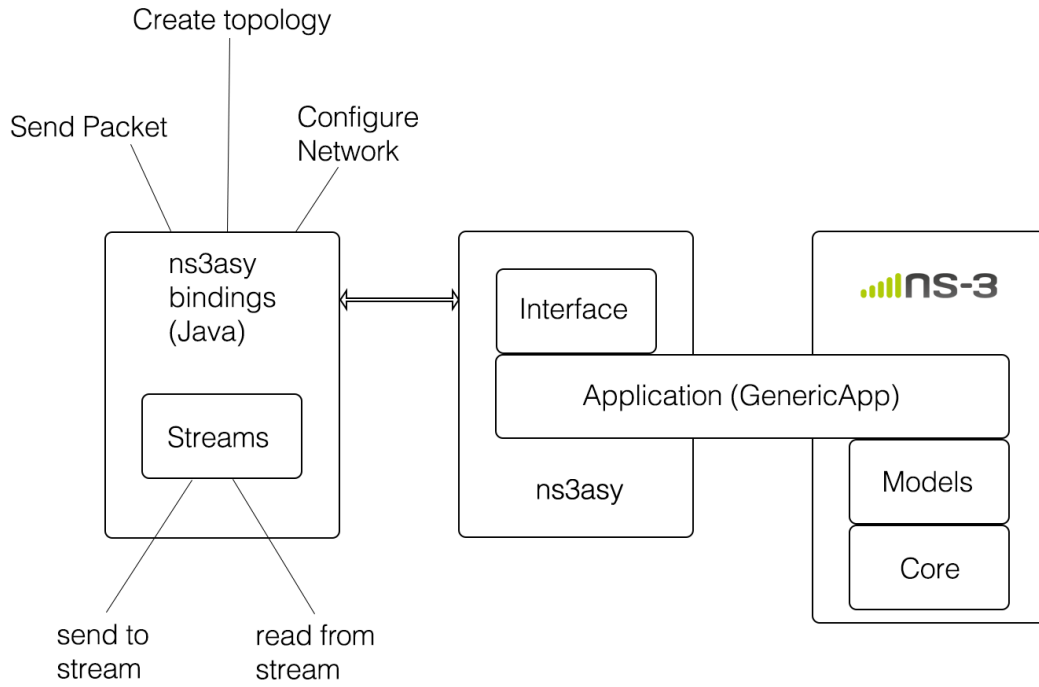 Create topology
Send Packet
Configure
Network
ns3asy
bindings
(Java)
Streams
send to
stream
read from
stream
Interface
Application (GenericApp)
ns3asy
ns-3
Models
Core